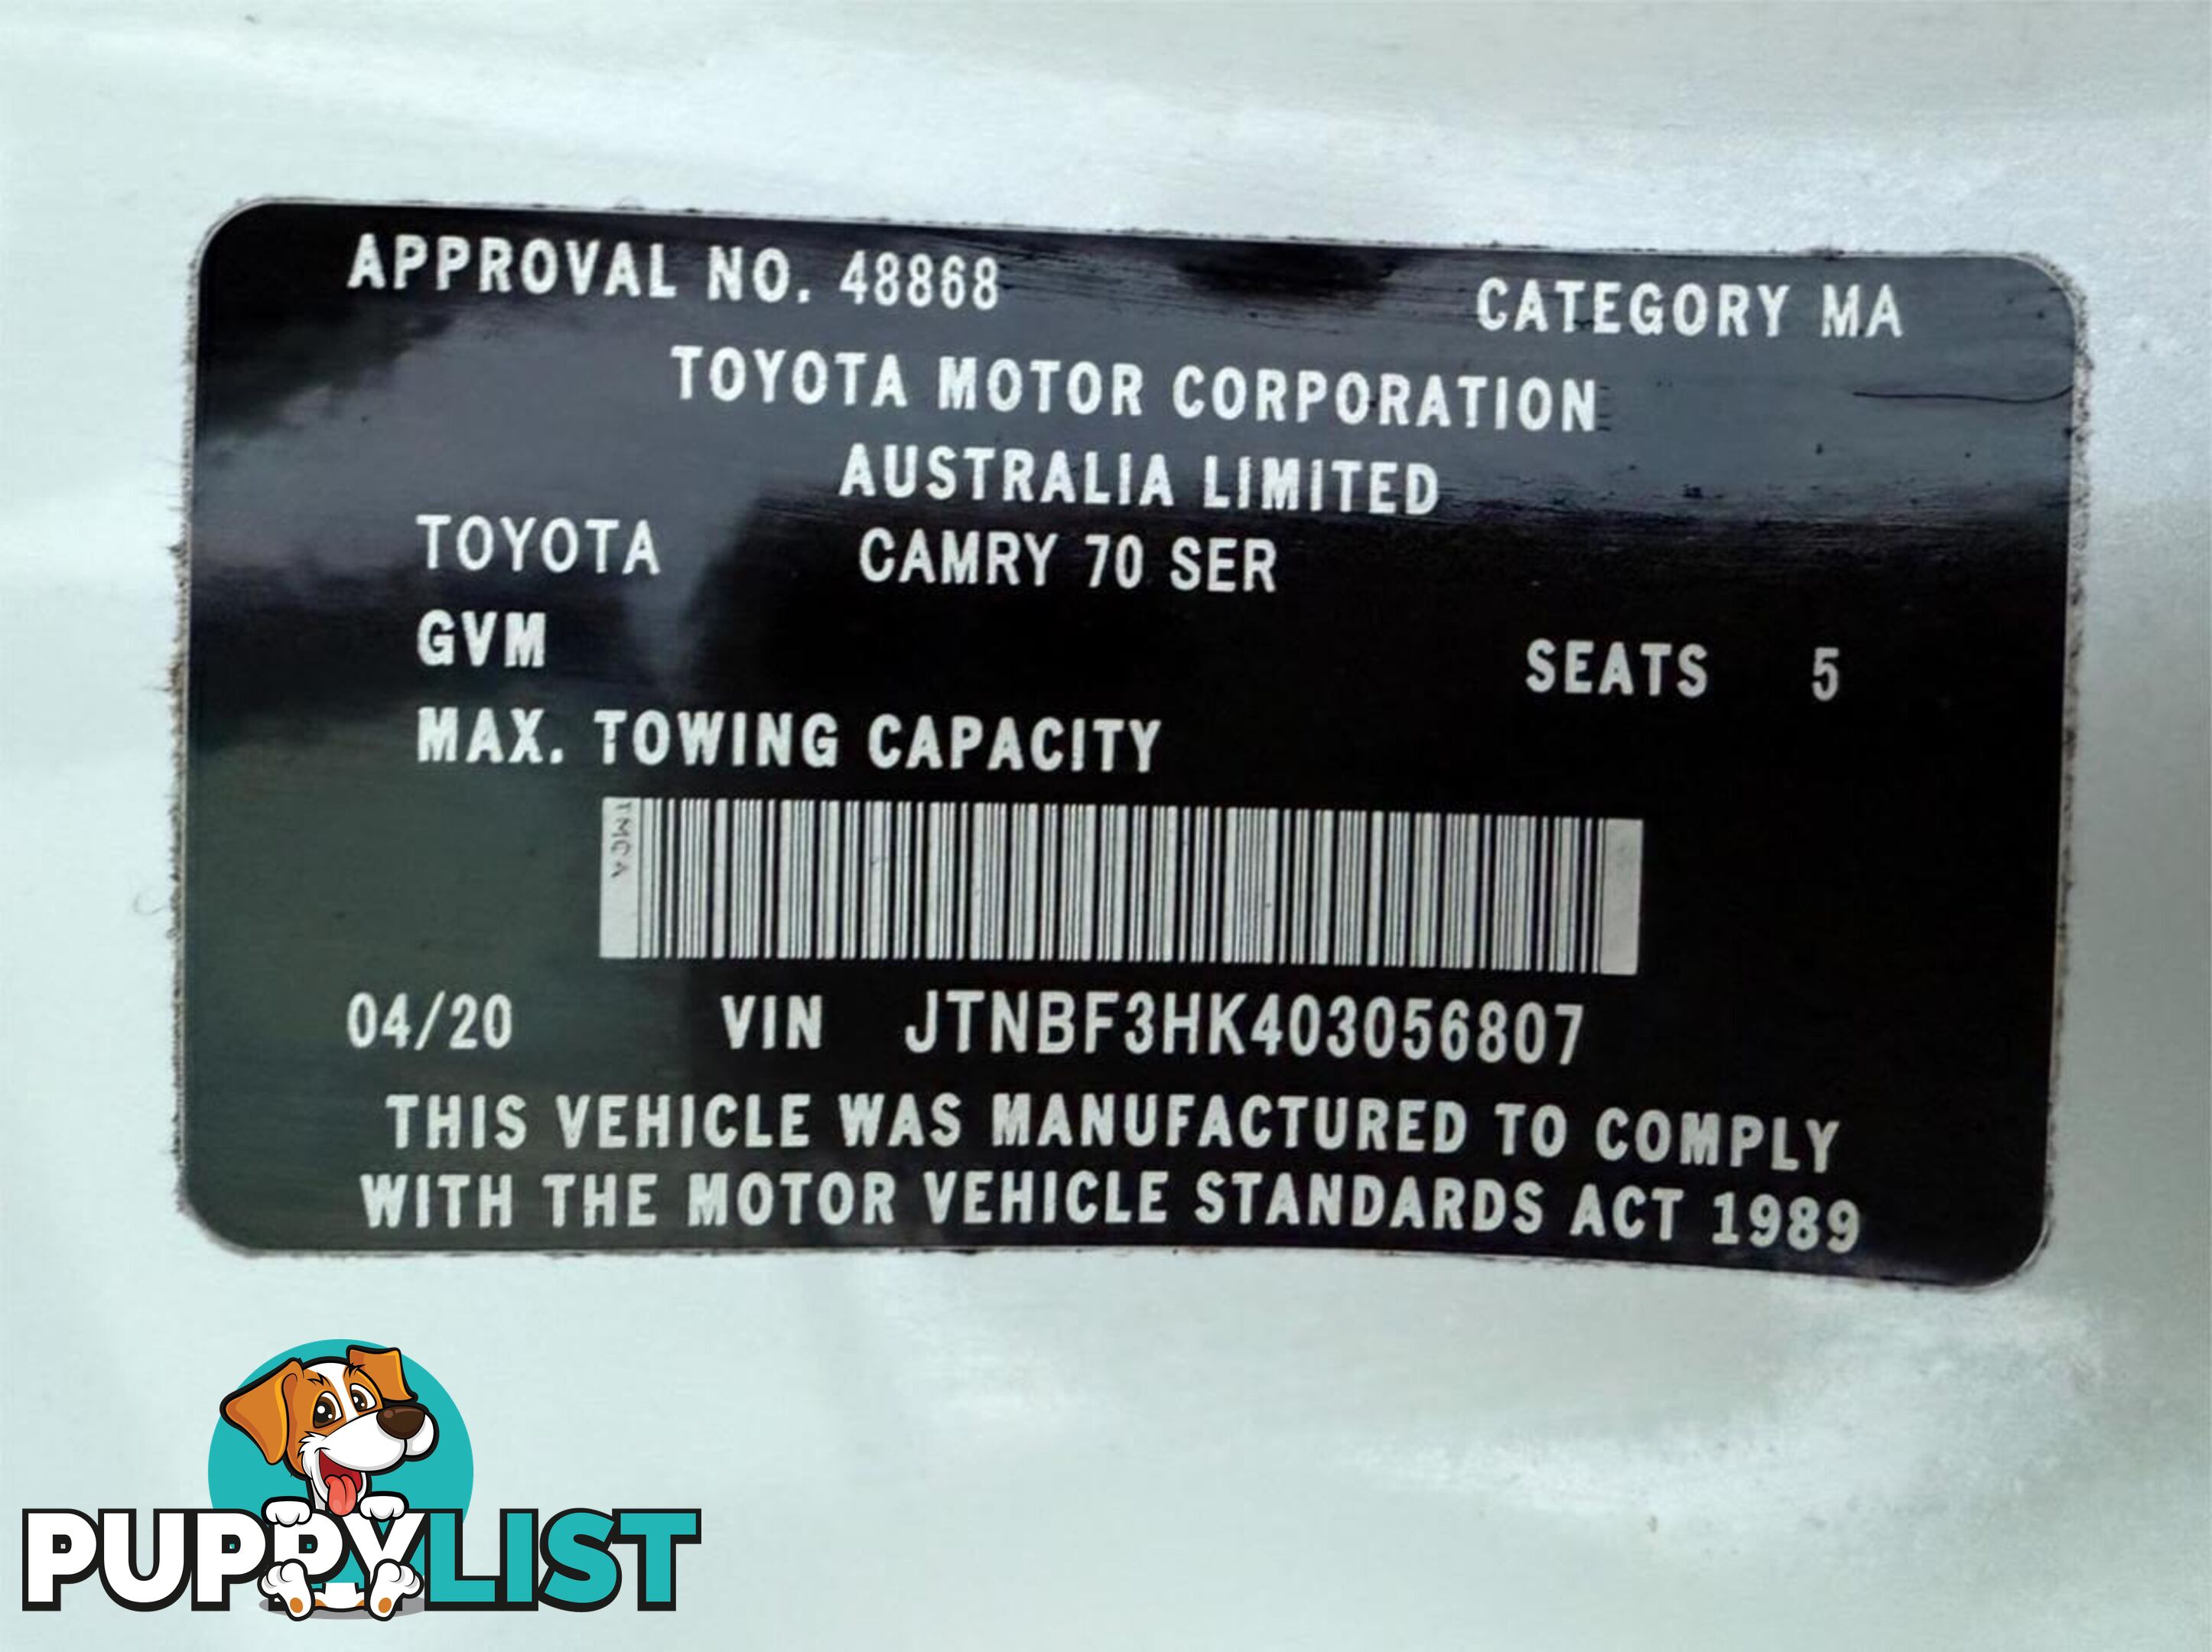 APPROVAL NO. 48868 CATEGORY MA
TOYOTA MOTOR CORPORATION
AUSTRALIA LIMITED
TOYOTA CAMRY 70 SER
GVM SEATS 5
MAX. TOWING CAPACITY
TMCA
04/20 VIN JTNBF3HK403056807
THIS VEHICLE WAS MANUFACTURED TO COMPLY
WITH THE MOTOR VEHICLE STANDARDS ACT 1989
PUPPYLIST